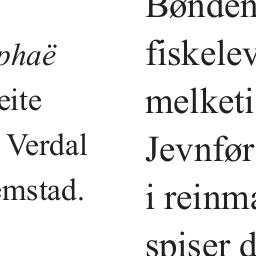 phaë
eite
Verdal
emstad.
Bønden
fiskelev
melketi
Jevnfør
i reinma
spiser d